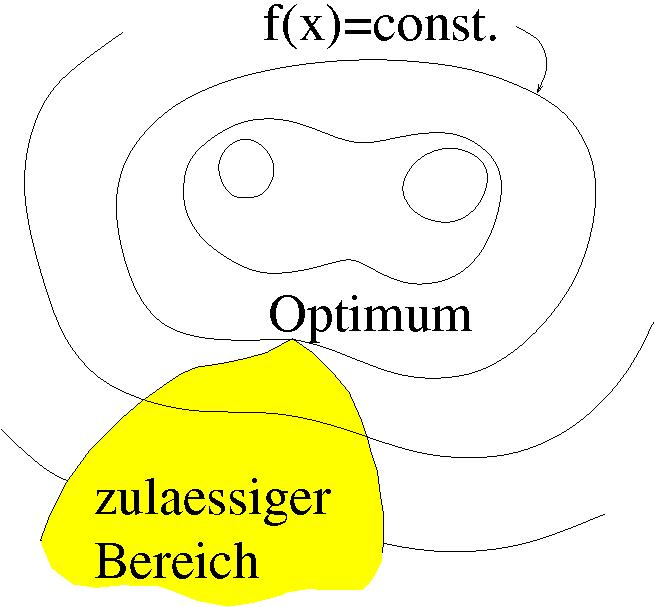 f(x)=const.
Optimum
zulaessiger
Bereich